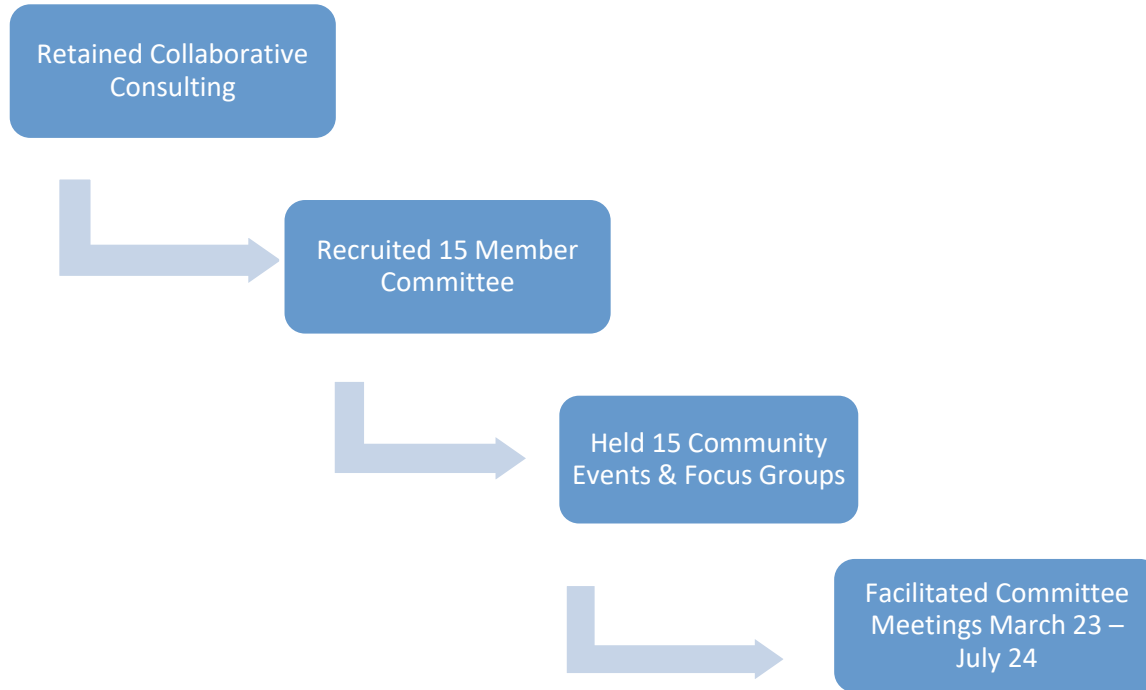 Retained Collaborative
Consulting
Recruited 15 Member
Committee
Held 15 Community
Events & Focus Groups
Facilitated Committee
Meetings March 23 –
July 24